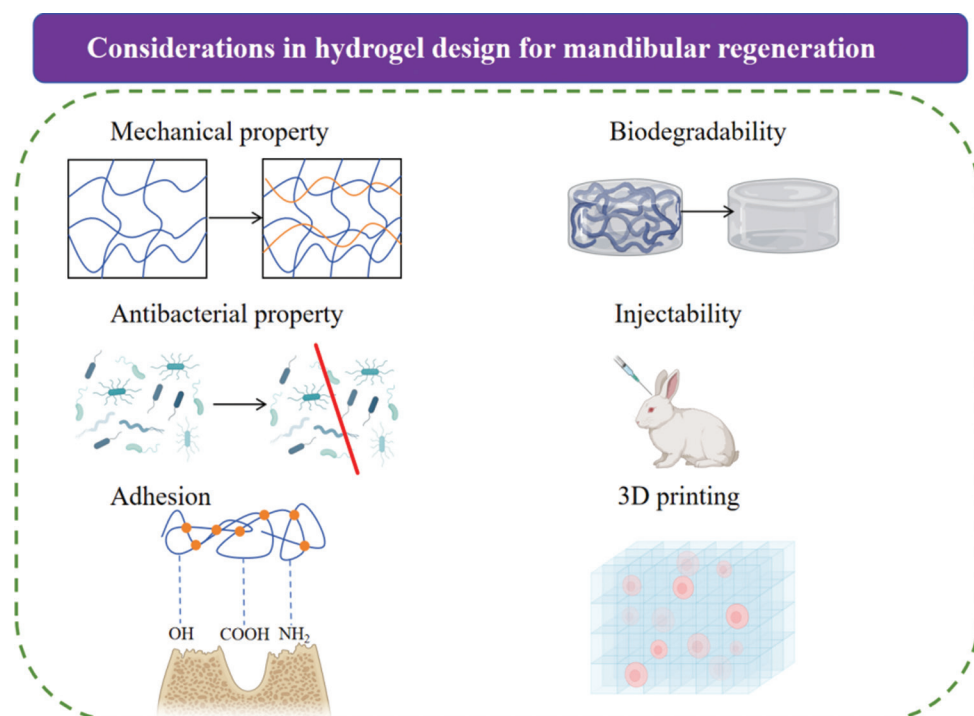 Considerations in hydrogel design for mandibular regeneration
Mechanical property
Biodegradability
Antibacterial property
Injectability
Adhesion
3D printing
OH COOH NH₂